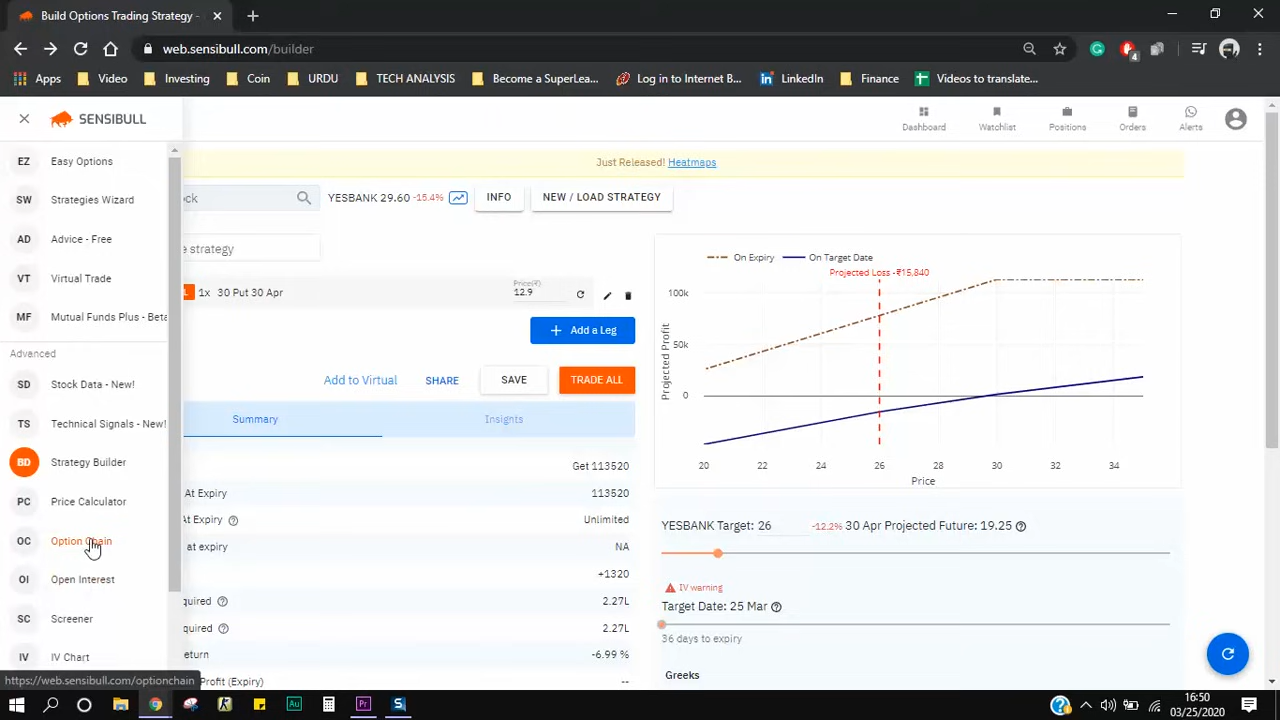 Build Options Trading Strategy -
web.sensibull.com/builder
4
Apps
Video
Investing
Coin
URDU
TECH ANALYSIS
Become a SuperLea...
Log in to Internet B...
LinkedIn
Finance
Videos to translate...
SENSIBULL
Dashboard
Watchlist
Positions
Orders
Alerts
EZ Easy Options
SW Strategies Wizard
AD Advice - Free
VT Virtual Trade
MF Mutual Funds Plus - Beta
Advanced
SD Stock Data - New!
TS Technical Signals - New!
BD Strategy Builder
PC Price Calculator
OC Option Chain
OI Open Interest
SC Screener
IV IV Chart
https://web.sensibull.com/optionchain
Just Released! Heatmaps
ock
YESBANK 29.60 -15.4%
INFO
NEW / LOAD STRATEGY
e strategy
L 1x 30 Put 30 Apr
Price(₹)
12.9
+ Add a Leg
Add to Virtual
SHARE
SAVE
TRADE ALL
Summary
Insights
Get 113520
At Expiry 113520
At Expiry Unlimited
at expiry NA
+1320
quired 2.27L
quired 2.27L
eturn -6.99 %
Profit (Expiry) --
On Expiry On Target Date
Projected Loss -₹15,840
100k
50k
0
Projected Profit
20 22 24 26 28 30 32 34
Price
YESBANK Target: 26 -12.2% 30 Apr Projected Future: 19.25
IV warning
Target Date: 25 Mar
36 days to expiry
Greeks
Au
Pr
S
16:50
03/25/2020